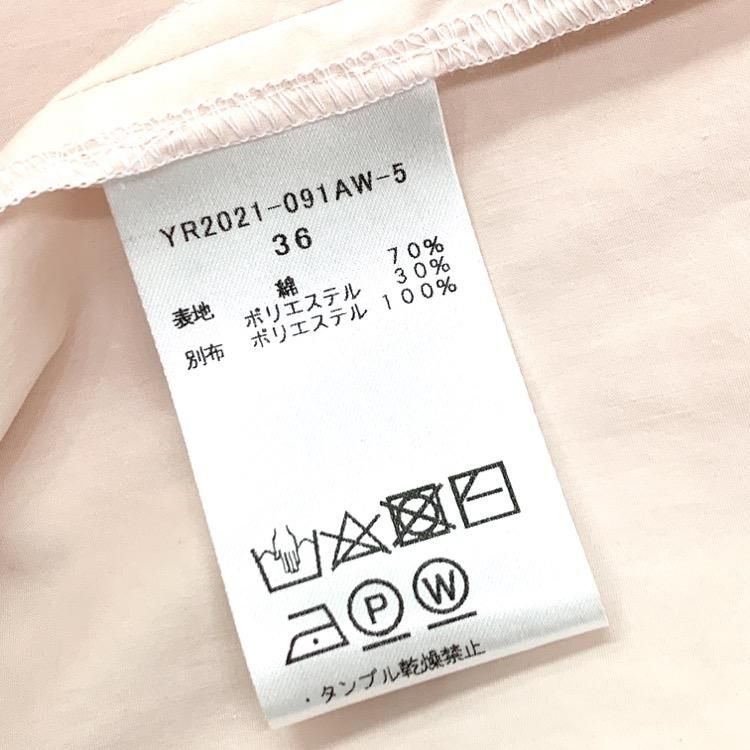 YR2021-091AW-5
36
表地 綿 70%
ポリエステル 30%
別布 ポリエステル 100%
P W
・タンブル乾燥禁止